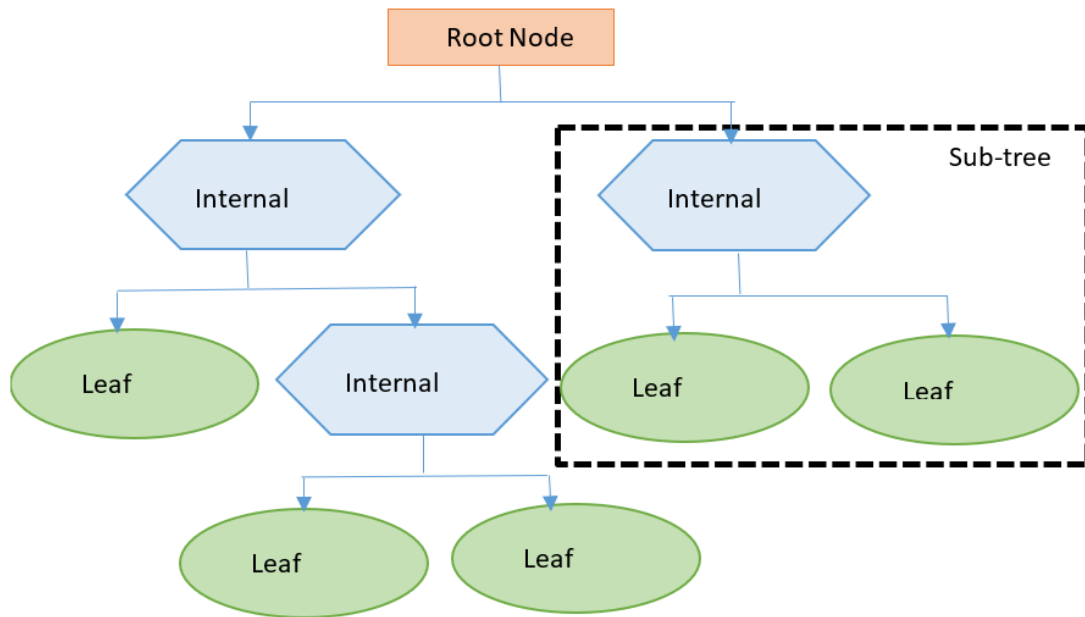 Root Node
Sub-tree
Internal
Internal
Leaf
Internal
Leaf
Leaf
Leaf
Leaf